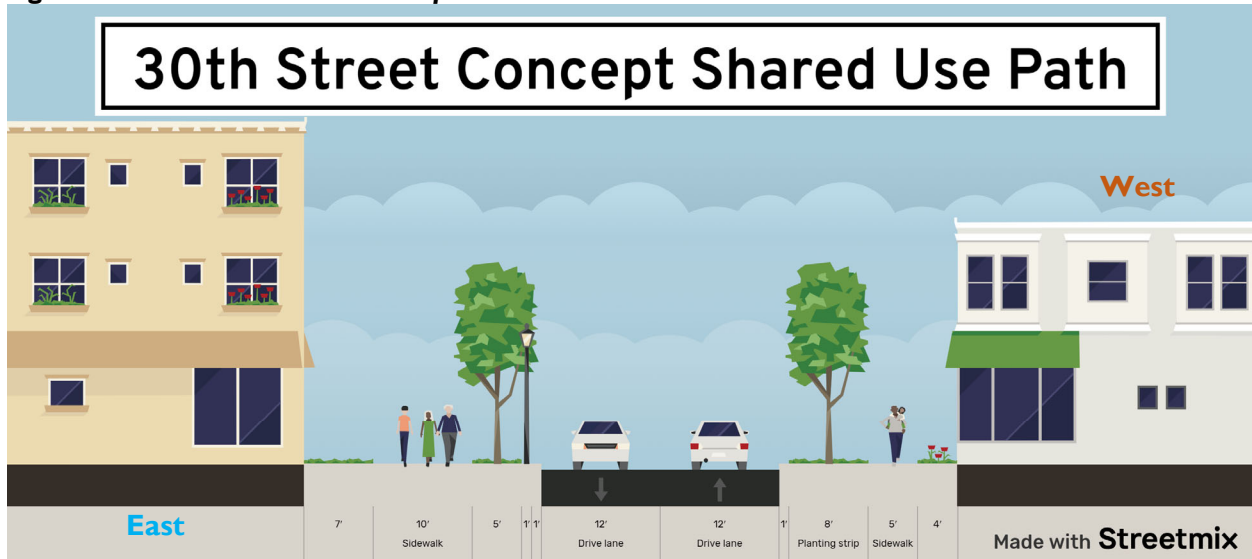 30th Street Concept Shared Use Path
West
East
7' 10' 5' 1' 1' 12' 12' 1' 8' 5' 4'
Sidewalk Drive lane Drive lane Planting strip Sidewalk
Made with Streetmix